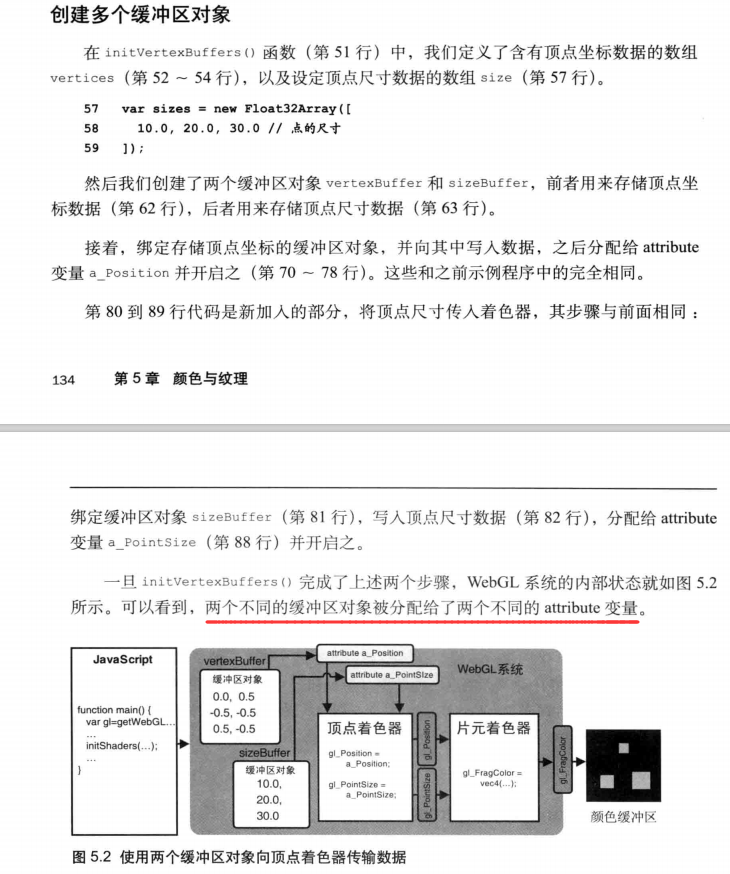 创建多个缓冲区对象
在 initVertexBuffers() 函数（第 51 行）中，我们定义了含有顶点坐标数据的数组
vertices（第 52 ～ 54 行），以及设定顶点尺寸数据的数组 size（第 57 行）。
57 var sizes = new Float32Array([
58 10.0, 20.0, 30.0 // 点的尺寸
59 ]);
然后我们创建了两个缓冲区对象 vertexBuffer 和 sizeBuffer，前者用来存储顶点坐
标数据（第 62 行），后者用来存储顶点尺寸数据（第 63 行）。
接着，绑定存储顶点坐标的缓冲区对象，并向其中写入数据，之后分配给 attribute
变量 a_Position 并开启之（第 70 ～ 78 行）。这些和之前示例程序中的完全相同。
第 80 到 89 行代码是新加入的部分，将顶点尺寸传入着色器，其步骤与前面相同：
134 第 5 章 颜色与纹理
绑定缓冲区对象 sizeBuffer（第 81 行），写入顶点尺寸数据（第 82 行），分配给 attribute
变量 a_PointSize（第 88 行）并开启之。
一旦 initVertexBuffers() 完成了上述两个步骤，WebGL 系统的内部状态就如图 5.2
所示。可以看到，两个不同的缓冲区对象被分配给了两个不同的 attribute 变量。
JavaScript
function main() {
var gl=getWebGL...
...
initShaders(...);
...
}
vertexBuffer
缓冲区对象
0.0, 0.5
-0.5, -0.5
0.5, -0.5
sizeBuffer
缓冲区对象
10.0,
20.0,
30.0
attribute a_Position
attribute a_PointSize
WebGL系统
顶点着色器
gl_Position =
a_Position;
gl_PointSize =
a_PointSize;
gl_Position
gl_PointSize
片元着色器
gl_FragColor =
vec4(...);
gl_FragColor
颜色缓冲区
图 5.2 使用两个缓冲区对象向顶点着色器传输数据